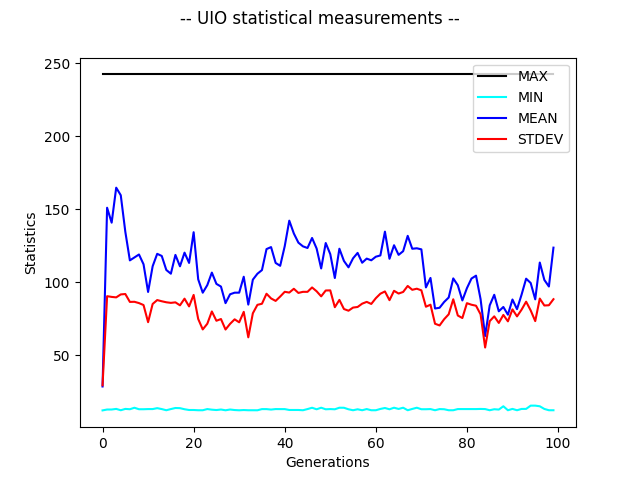 -- UIO statistical measurements --
250
200
150
100
50
0
20
40
60
80
100
Statistics
Generations
MAX
MIN
MEAN
STDEV